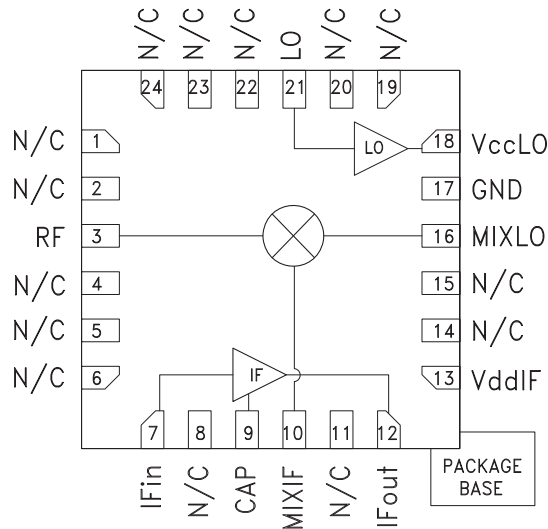 N/C
N/C
N/C
LO
N/C
N/C
24
23
22
21
20
19
N/C
1
LO
18
VccLO
N/C
2
17
GND
RF
3
16
MIXLO
N/C
4
15
N/C
N/C
5
14
N/C
N/C
6
IF
13
VddIF
7
8
9
10
11
12
IFin
N/C
CAP
MIXIF
N/C
IFout
PACKAGE
BASE